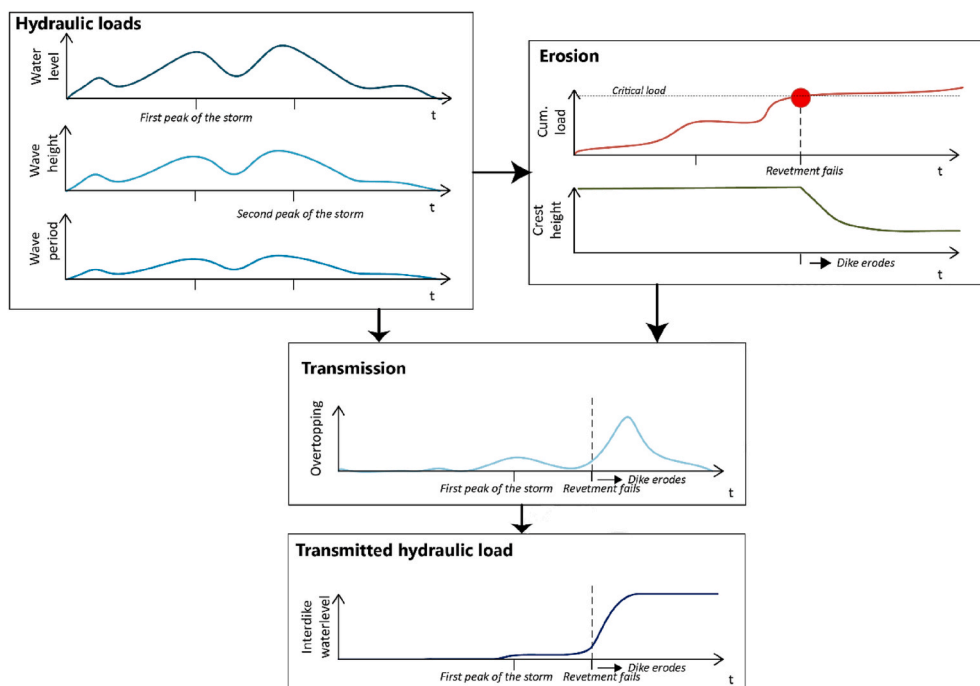 Hydraulic loads
Water
level
t
First peak of the storm
Wave
height
t
Second peak of the storm
Wave
period
t
Erosion
Critical load
Cum.
load
t
Revetment fails
Crest
height
t
Dike erodes
Transmission
Overtopping
t
First peak of the storm
Revetment fails
Dike erodes
Transmitted hydraulic load
Interdike
waterlevel
t
First peak of the storm
Revetment fails
Dike erodes